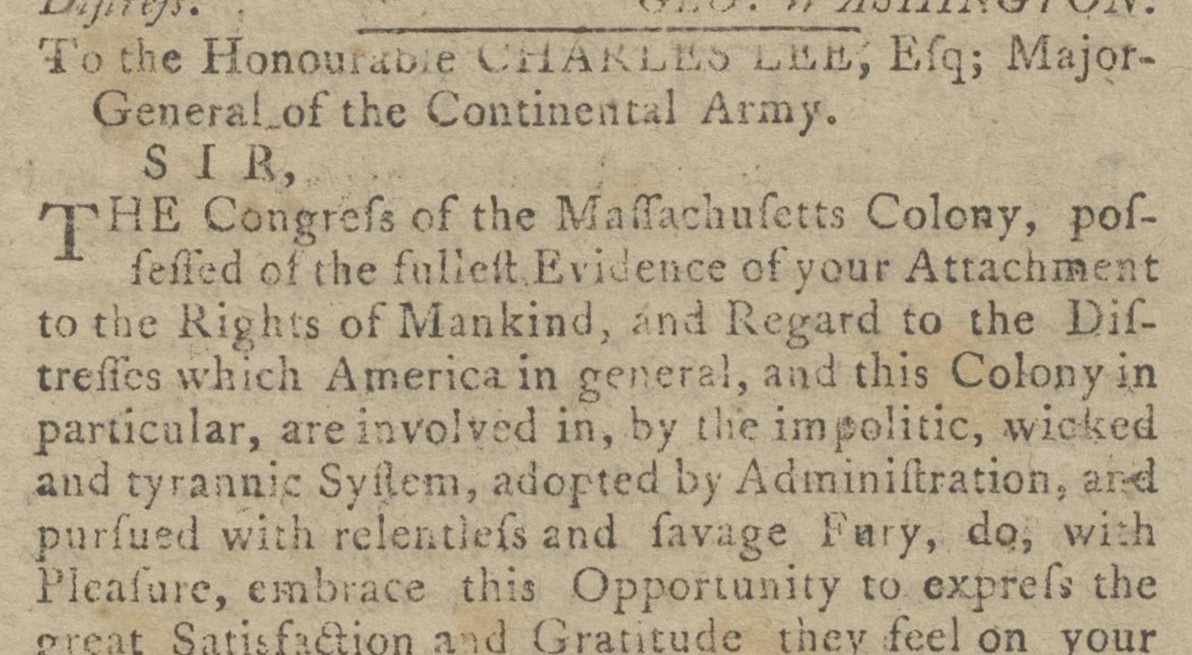 Diſtreſs. GEO. WASHINGTON.
To the Honourable CHARLES LEE, Eſq; Major-
General of the Continental Army.
S I R,
THE Congreſs of the Maſſachuſetts Colony, poſ-
ſeſſed of the fulleſt Evidence of your Attachment
to the Rights of Mankind, and Regard to the Diſ-
treſſes which America in general, and this Colony in
particular, are involved in, by the impolitic, wicked
and tyrannic Syſtem, adopted by Adminiſtration, and
purſued with relentleſs and ſavage Fury, do, with
Pleaſure, embrace this Opportunity to expreſs the
great Satisfaction and Gratitude they feel on your